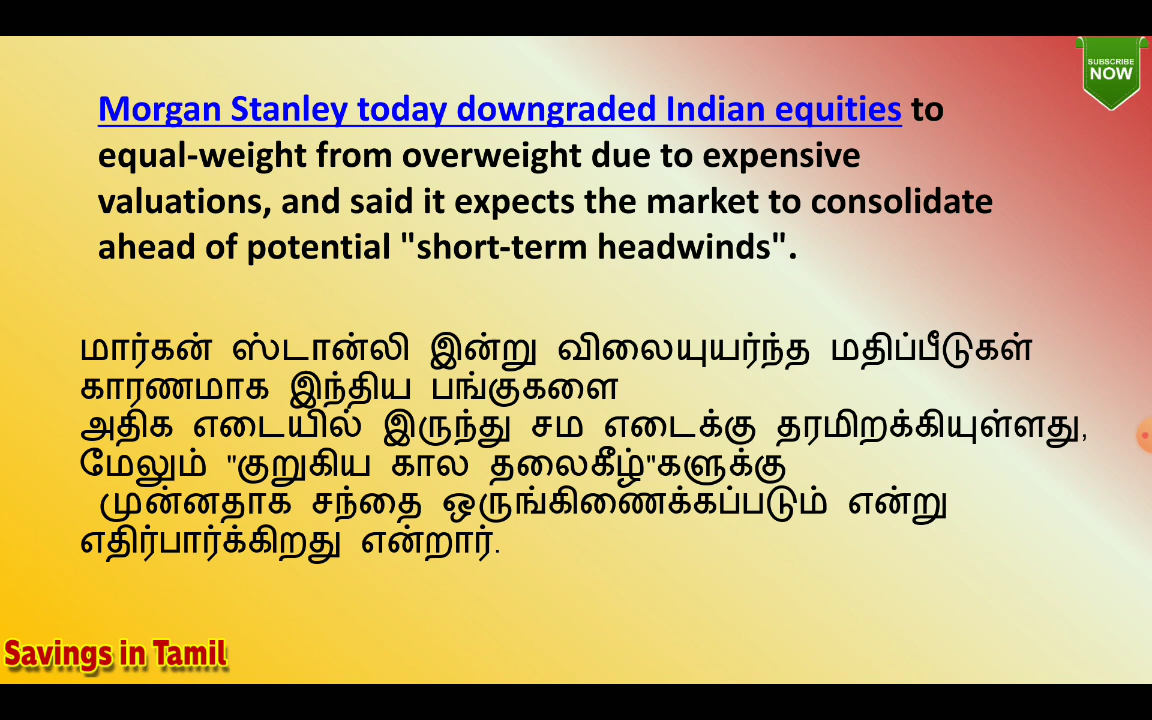 SUBSCRIBE
NOW
Morgan Stanley today downgraded Indian equities to
equal-weight from overweight due to expensive
valuations, and said it expects the market to consolidate
ahead of potential "short-term headwinds".
மார்கன் ஸ்டான்லி இன்று விலையுயர்ந்த மதிப்பீடுகள்
காரணமாக இந்திய பங்குகளை
அதிக எடையில் இருந்து சம எடைக்கு தரமிறக்கியுள்ளது,
மேலும் "குறுகிய கால தலைகீழ்"களுக்கு
முன்னதாக சந்தை ஒருங்கிணைக்கப்படும் என்று
எதிர்பார்க்கிறது என்றார்.
Savings in Tamil